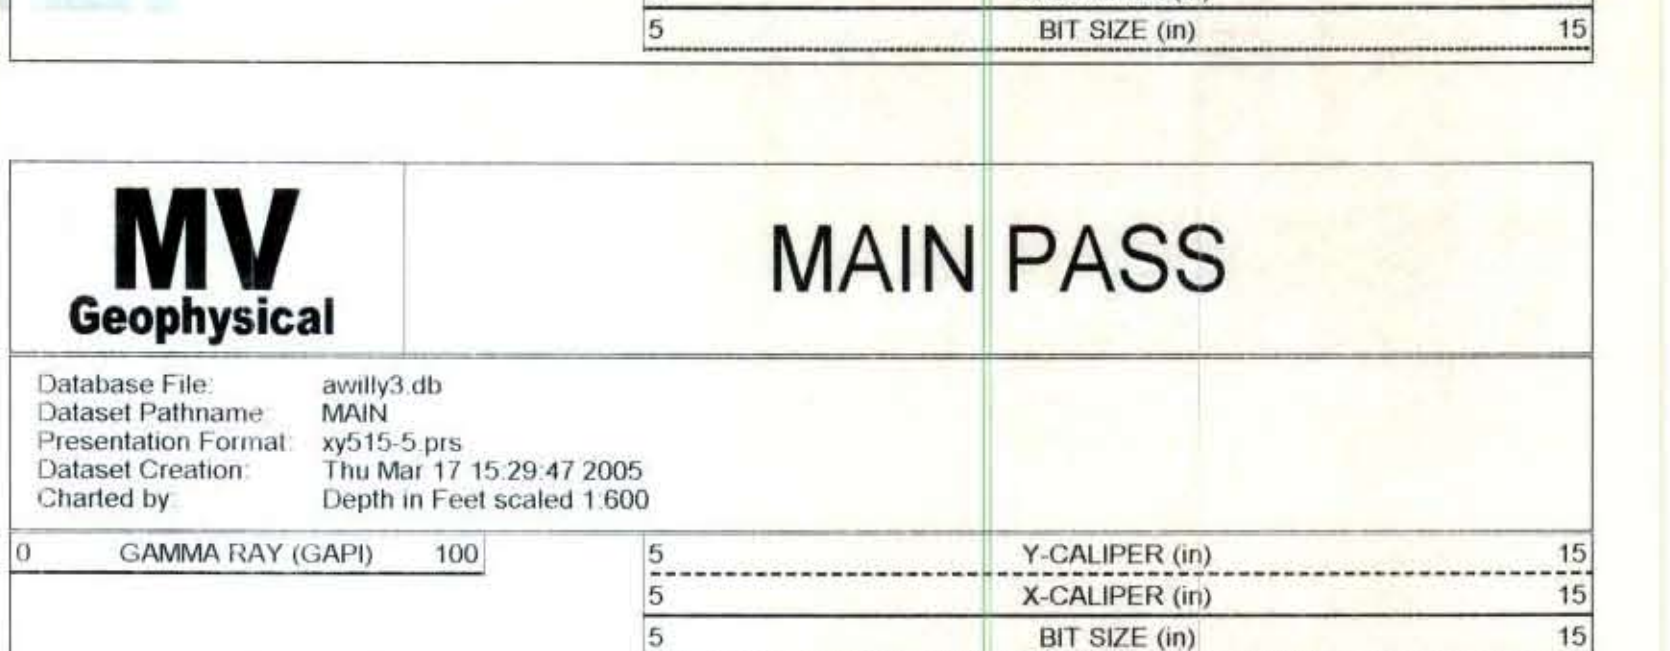 5 BIT SIZE (in) 15
MV
Geophysical
MAIN PASS
Database File: awilly3.db
Dataset Pathname: MAIN
Presentation Format: xy515-5.prs
Dataset Creation: Thu Mar 17 15:29:47 2005
Charted by: Depth in Feet scaled 1:600
0 GAMMA RAY (GAPI) 100
5 Y-CALIPER (in) 15
5 X-CALIPER (in) 15
5 BIT SIZE (in) 15